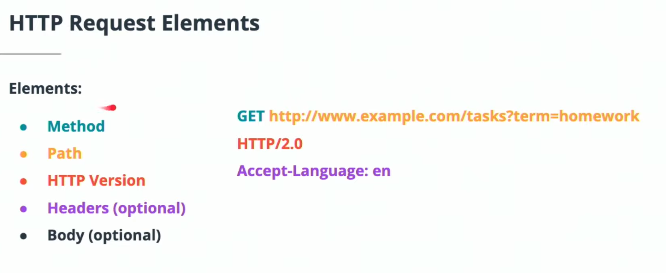 HTTP Request Elements
Elements:
• Method
• Path
• HTTP Version
• Headers (optional)
• Body (optional)
GET http://www.example.com/tasks?term=homework
HTTP/2.0
Accept-Language: en